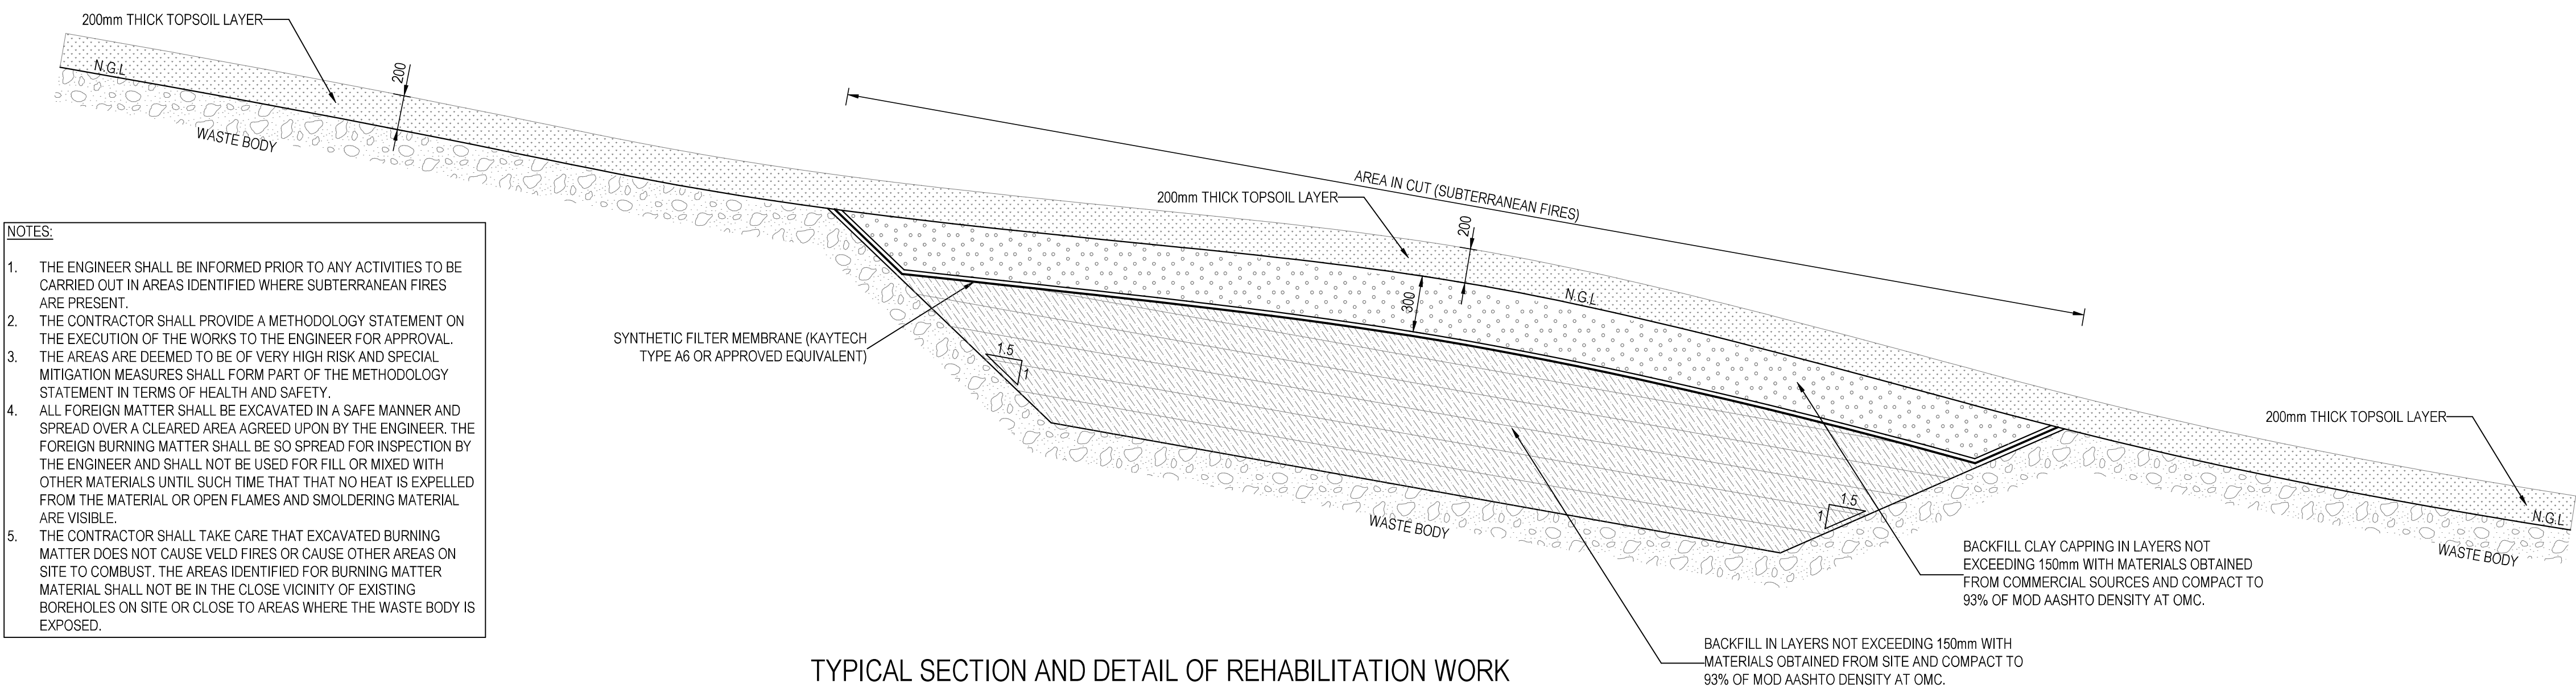 200mm THICK TOPSOIL LAYER
N.G.L
200
WASTE BODY
AREA IN CUT (SUBTERRANEAN FIRES)
200mm THICK TOPSOIL LAYER
200
300
N.G.L
SYNTHETIC FILTER MEMBRANE (KAYTECH
TYPE A6 OR APPROVED EQUIVALENT)
1.5
1
1.5
1
WASTE BODY
200mm THICK TOPSOIL LAYER
N.G.L
WASTE BODY
BACKFILL CLAY CAPPING IN LAYERS NOT
EXCEEDING 150mm WITH MATERIALS OBTAINED
FROM COMMERCIAL SOURCES AND COMPACT TO
93% OF MOD AASHTO DENSITY AT OMC.
BACKFILL IN LAYERS NOT EXCEEDING 150mm WITH
MATERIALS OBTAINED FROM SITE AND COMPACT TO
93% OF MOD AASHTO DENSITY AT OMC.
NOTES:
1. THE ENGINEER SHALL BE INFORMED PRIOR TO ANY ACTIVITIES TO BE
CARRIED OUT IN AREAS IDENTIFIED WHERE SUBTERRANEAN FIRES
ARE PRESENT.
2. THE CONTRACTOR SHALL PROVIDE A METHODOLOGY STATEMENT ON
THE EXECUTION OF THE WORKS TO THE ENGINEER FOR APPROVAL.
3. THE AREAS ARE DEEMED TO BE OF VERY HIGH RISK AND SPECIAL
MITIGATION MEASURES SHALL FORM PART OF THE METHODOLOGY
STATEMENT IN TERMS OF HEALTH AND SAFETY.
4. ALL FOREIGN MATTER SHALL BE EXCAVATED IN A SAFE MANNER AND
SPREAD OVER A CLEARED AREA AGREED UPON BY THE ENGINEER. THE
FOREIGN BURNING MATTER SHALL BE SO SPREAD FOR INSPECTION BY
THE ENGINEER AND SHALL NOT BE USED FOR FILL OR MIXED WITH
OTHER MATERIALS UNTIL SUCH TIME THAT THAT NO HEAT IS EXPELLED
FROM THE MATERIAL OR OPEN FLAMES AND SMOLDERING MATERIAL
ARE VISIBLE.
5. THE CONTRACTOR SHALL TAKE CARE THAT EXCAVATED BURNING
MATTER DOES NOT CAUSE VELD FIRES OR CAUSE OTHER AREAS ON
SITE TO COMBUST. THE AREAS IDENTIFIED FOR BURNING MATTER
MATERIAL SHALL NOT BE IN THE CLOSE VICINITY OF EXISTING
BOREHOLES ON SITE OR CLOSE TO AREAS WHERE THE WASTE BODY IS
EXPOSED.
TYPICAL SECTION AND DETAIL OF REHABILITATION WORK